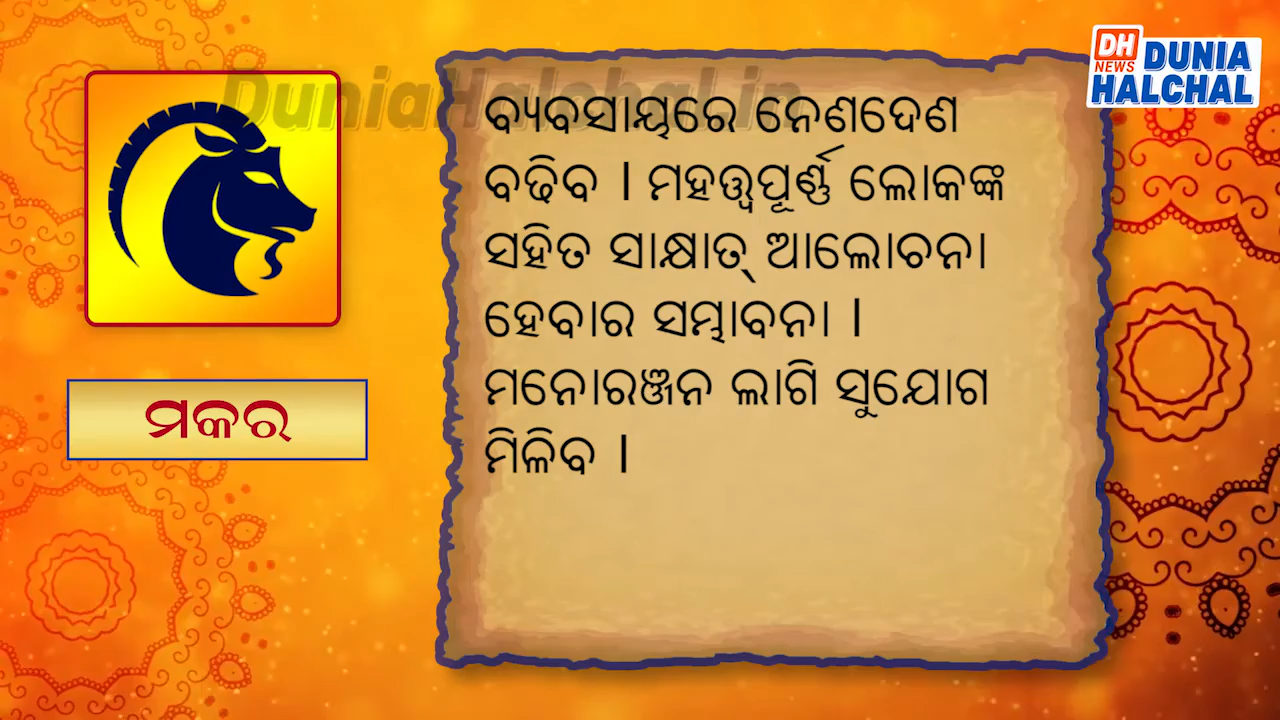 DuniaHalchal.in
DH
NEWS
DUNIA
HALCHAL
ବ୍ୟବସାୟରେ ନେଣଦେଣ
ବଢିବ । ମହତ୍ତ୍ୱପୂର୍ଣ୍ଣ ଲୋକଙ୍କ
ସହିତ ସାକ୍ଷାତ୍ ଆଲୋଚନା
ହେବାର ସମ୍ଭାବନା ।
ମନୋରଞ୍ଜନ ଲାଗି ସୁଯୋଗ
ମିଳିବ ।
ମକର